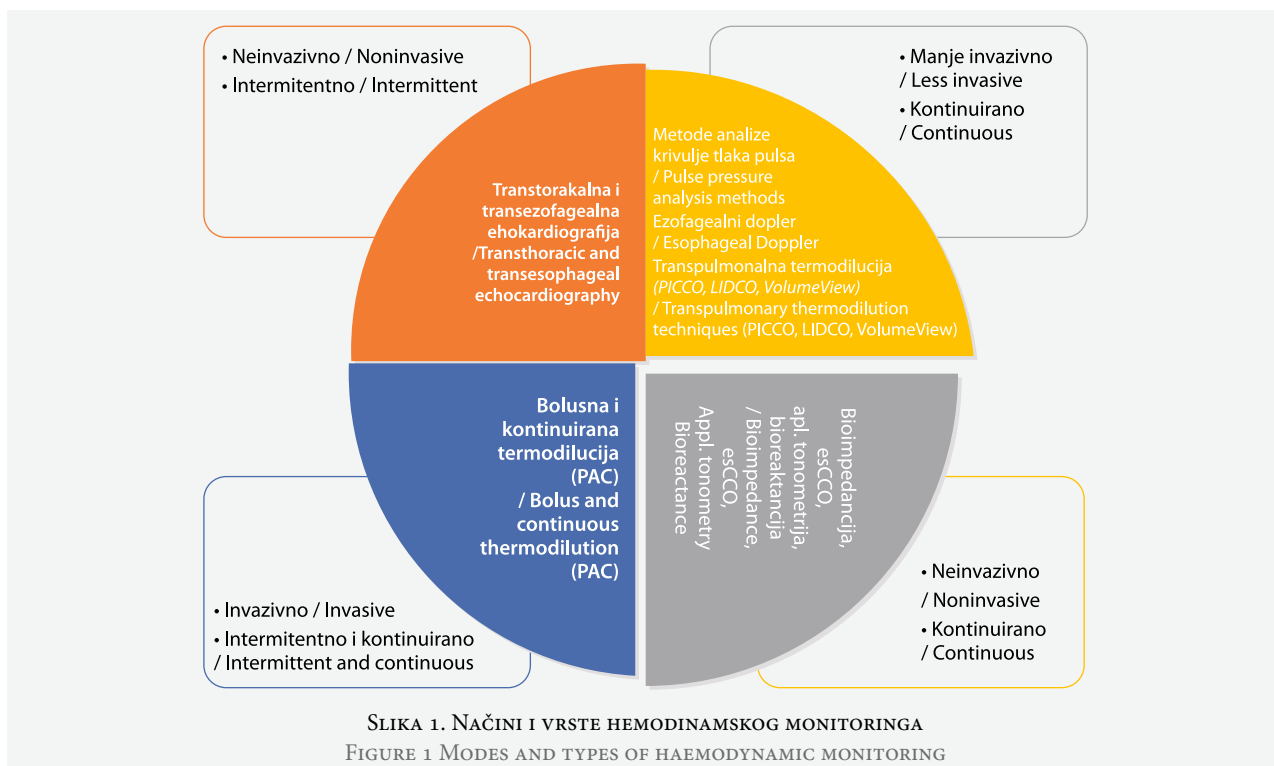 • Neinvazivno / Noninvasive
• Intermitentno / Intermittent
• Manje invazivno
/ Less invasive
• Kontinuirano
/ Continuous
Transtorakalna i
transezofagealna
ehokardiografija
/Transthoracic and
transesophageal
echocardiography
Metode analize
krivulje tlaka pulsa
/ Pulse pressure
analysis methods
Ezofagealni dopler
/ Esophageal Doppler
Transpulmonalna termodilucija
(PICCO, LIDCO, VolumeView)
/ Transpulmonary thermodilution
techniques (PICCO, LIDCO, VolumeView)
Bolusna i
kontinuirana
termodilucija
(PAC)
/ Bolus and
continuous
thermodilution
(PAC)
Bioimpedancija,
esCCO,
apl. tonometrija,
bioreaktancija
/ Bioimpedance,
esCCO,
Appl. tonometry
Bioreactance
• Invazivno / Invasive
• Intermitentno i kontinuirano
/ Intermittent and continuous
• Neinvazivno
/ Noninvasive
• Kontinuirano
/ Continuous
Slika 1. Načini i vrste hemodinamskog monitoringa
Figure 1 Modes and types of haemodynamic monitoring